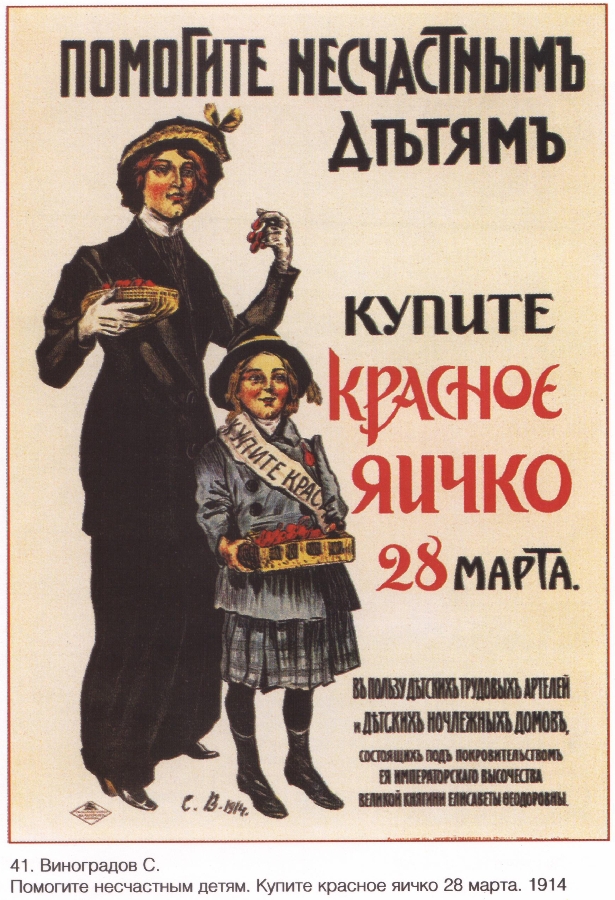 ПОМОГИТЕ НЕСЧАСТНЫМЪ
ДѢТЯМЪ
КУПИТЕ
КРАСНОЕ
ЯИЧКО
28 МАРТА.
КУПИТЕ КРАСН
ВЪ ПОЛЬЗУ ДѢТСКИХЪ ТРУДОВЫХЪ АРТЕЛЕЙ
и ДѢТСКИХЪ НОЧЛЕЖНЫХЪ ДОМОВЪ,
СОСТОЯЩИХЪ ПОДЪ ПОКРОВИТЕЛЬСТВОМЪ
ЕЯ ИМПЕРАТОРСКАГО ВЫСОЧЕСТВА
ВЕЛИКОЙ КНЯГИНИ ЕЛИСАВЕТЫ ѲЕОДОРОВНЫ.
С. В. 1914.
41. Виноградов С.
Помогите несчастным детям. Купите красное яичко 28 марта. 1914